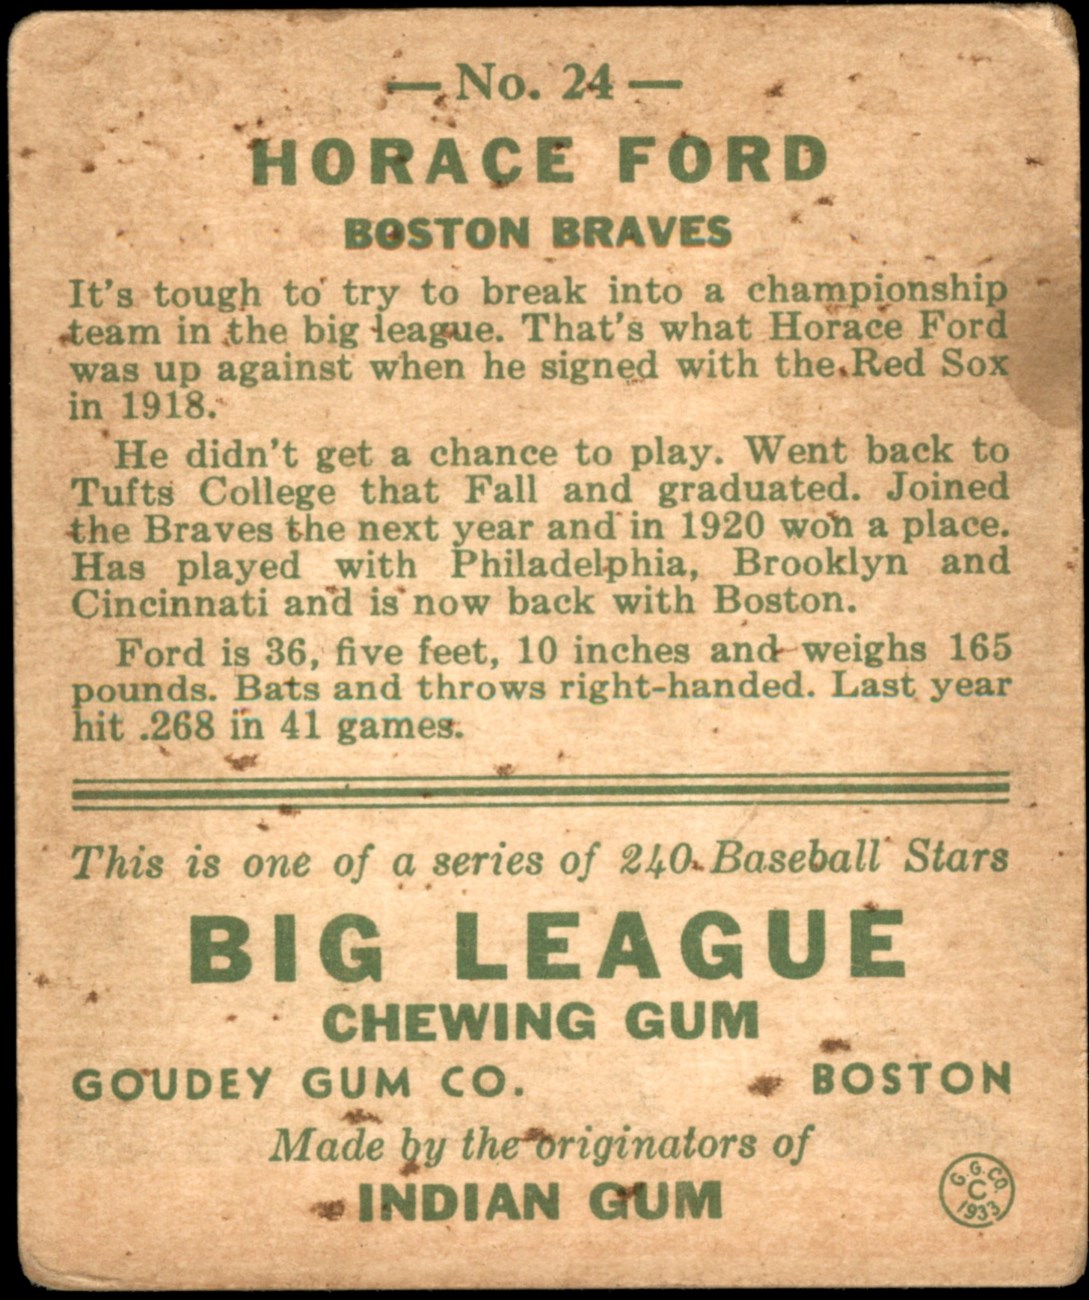 — No. 24 —
HORACE FORD
BOSTON BRAVES
It's tough to try to break into a championship
team in the big league. That's what Horace Ford
was up against when he signed with the Red Sox
in 1918.
He didn't get a chance to play. Went back to
Tufts College that Fall and graduated. Joined
the Braves the next year and in 1920 won a place.
Has played with Philadelphia, Brooklyn and
Cincinnati and is now back with Boston.
Ford is 36, five feet, 10 inches and weighs 165
pounds. Bats and throws right-handed. Last year
hit .268 in 41 games.
This is one of a series of 240 Baseball Stars
BIG LEAGUE
CHEWING GUM
GOUDEY GUM CO. BOSTON
Made by the originators of
INDIAN GUM
G. G. CO.
C
1933